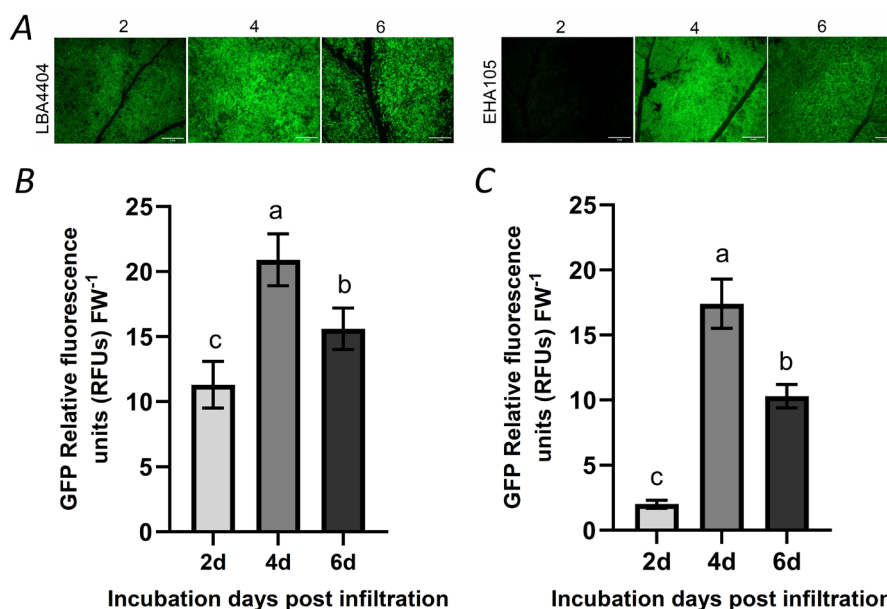 A
2 4 6
LBA4404
2 4 6
EHA105
B
GFP Relative fluorescence
units (RFUs) FW-1
25
20
15
10
5
0
c
a
b
2d 4d 6d
Incubation days post infiltration
C
GFP Relative fluorescence
units (RFUs) FW-1
25
20
15
10
5
0
c
a
b
2d 4d 6d
Incubation days post infiltration